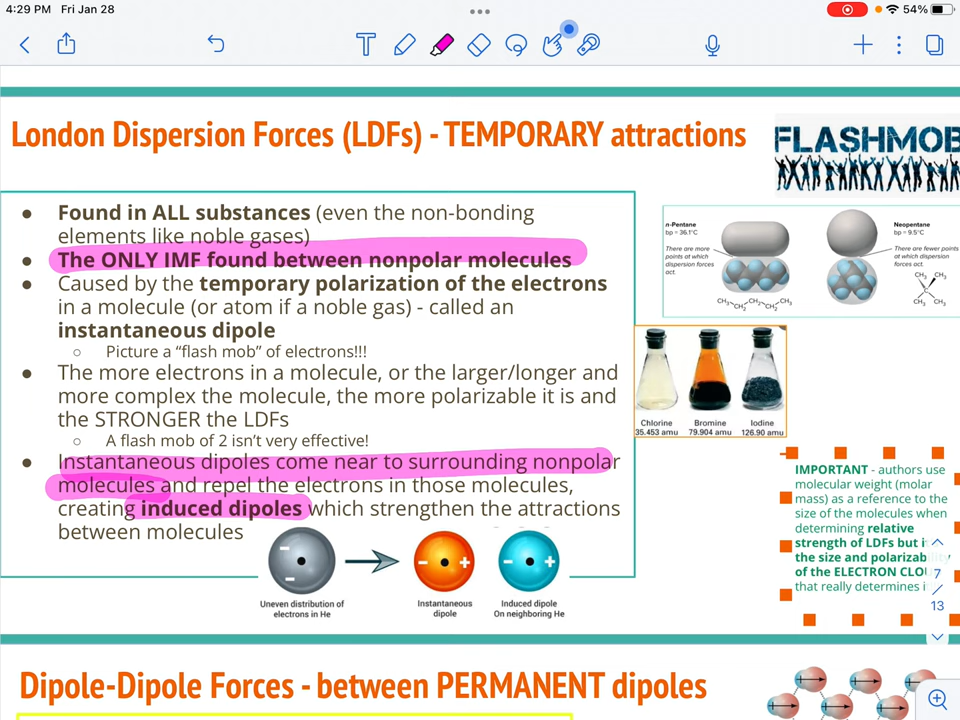 4:29 PM Fri Jan 28
54%
London Dispersion Forces (LDFs) - TEMPORARY attractions
FLASHMOB
Found in ALL substances (even the non-bonding
elements like noble gases)
The ONLY IMF found between nonpolar molecules
Caused by the temporary polarization of the electrons
in a molecule (or atom if a noble gas) - called an
instantaneous dipole
Picture a “flash mob” of electrons!!!
The more electrons in a molecule, or the larger/longer and
more complex the molecule, the more polarizable it is and
the STRONGER the LDFs
A flash mob of 2 isn’t very effective!
Instantaneous dipoles come near to surrounding nonpolar
molecules and repel the electrons in those molecules,
creating induced dipoles which strengthen the attractions
between molecules
Uneven distribution of
electrons in He
Instantaneous
dipole
Induced dipole
On neighboring He
n-Pentane
bp = 36.1°C
There are more
points at which
dispersion forces
act.
CH₃ CH₂ CH₂ CH₂ CH₃
Neopentane
bp = 9.5°C
There are fewer points
at which dispersion
forces act.
CH₃ CH₃
C
CH₃ CH₃
Chlorine
35.453 amu
Bromine
79.904 amu
Iodine
126.90 amu
IMPORTANT - authors use
molecular weight (molar
mass) as a reference to the
size of the molecules when
determining relative
strength of LDFs but
the size and
of the ELECTRON
that really determines
7
/
13
Dipole-Dipole Forces - between PERMANENT dipoles